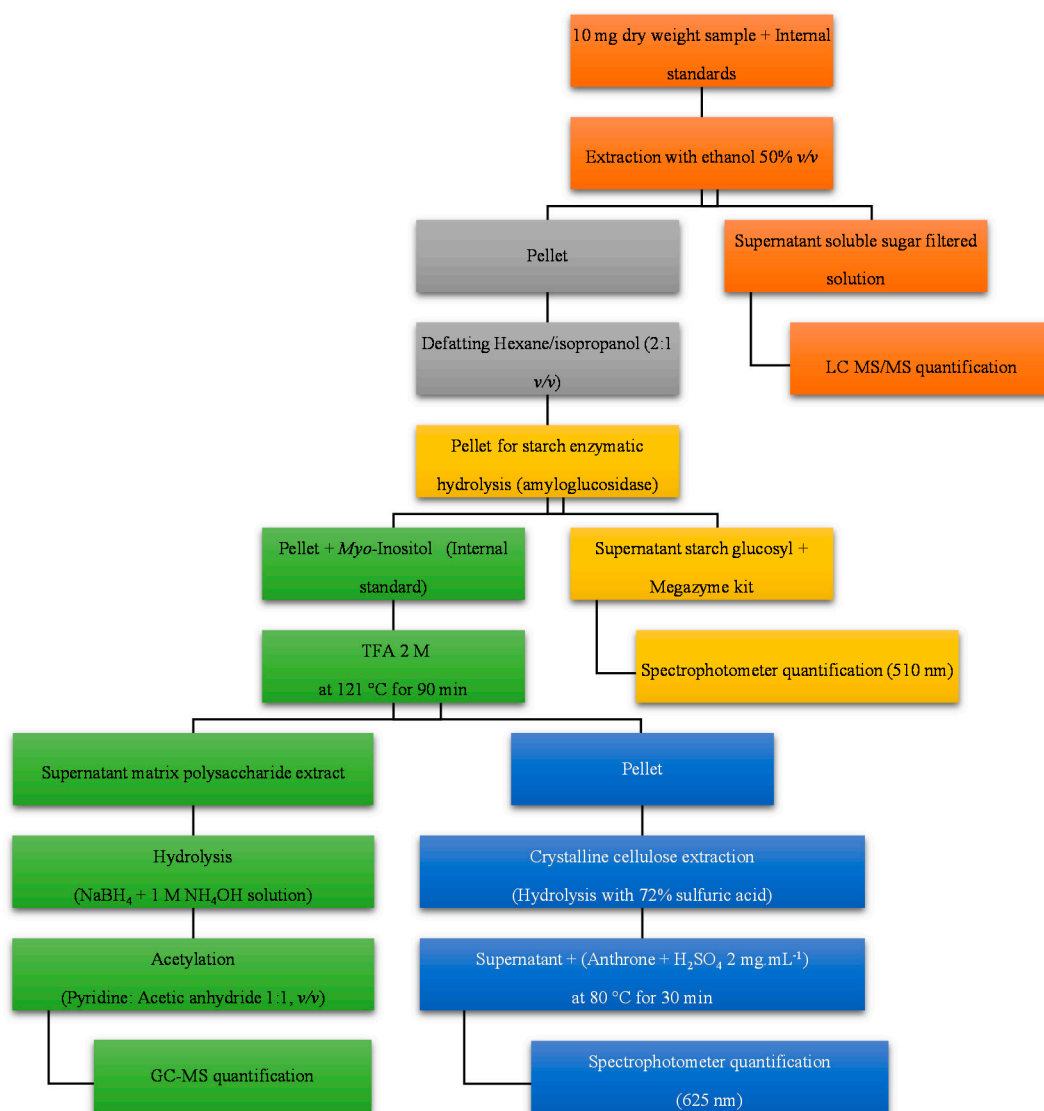 10 mg dry weight sample + Internal
standards
Extraction with ethanol 50% v/v
Pellet
Supernatant soluble sugar filtered
solution
Defatting Hexane/isopropanol (2:1
v/v)
LC MS/MS quantification
Pellet for starch enzymatic
hydrolysis (amyloglucosidase)
Pellet + Myo-Inositol (Internal
standard)
Supernatant starch glucosyl +
Megazyme kit
TFA 2 M
at 121 °C for 90 min
Spectrophotometer quantification (510 nm)
Supernatant matrix polysaccharide extract
Pellet
Hydrolysis
(NaBH₄ + 1 M NH₄OH solution)
Crystalline cellulose extraction
(Hydrolysis with 72% sulfuric acid)
Acetylation
(Pyridine: Acetic anhydride 1:1, v/v)
Supernatant + (Anthrone + H₂SO₄ 2 mg.mL⁻¹)
at 80 °C for 30 min
GC-MS quantification
Spectrophotometer quantification
(625 nm)